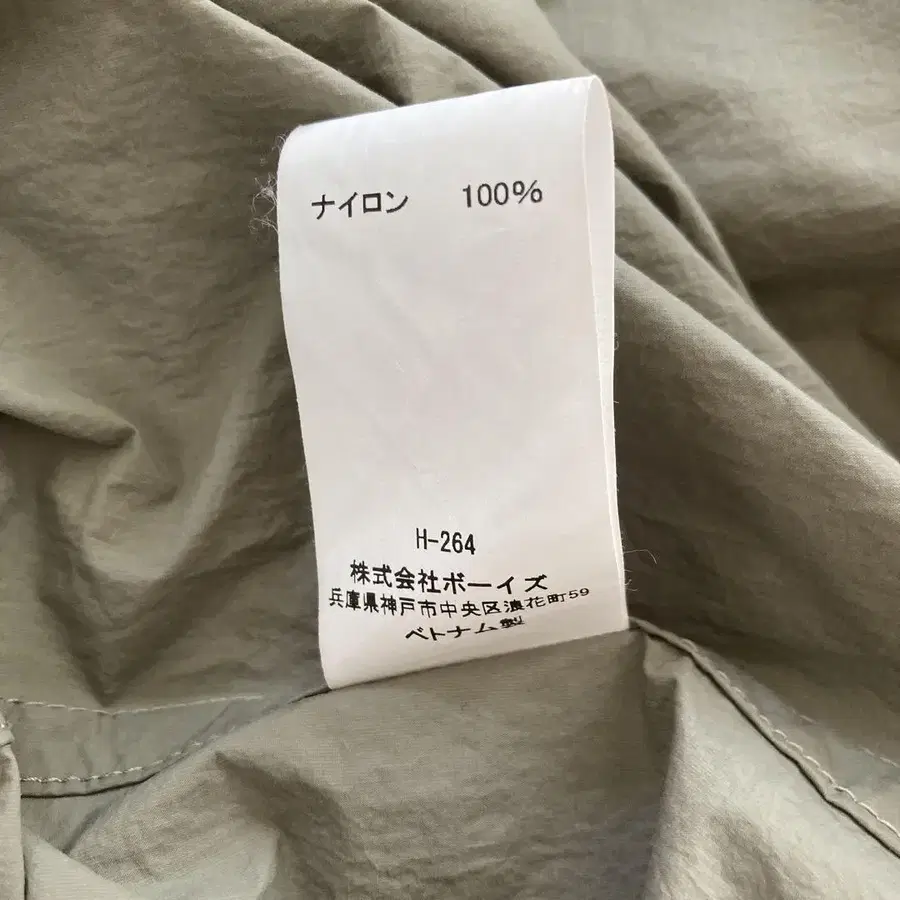 ナイロン 100%
H-264
株式会社ボーイズ
兵庫県神戸市中央区浪花町59
ベトナム製